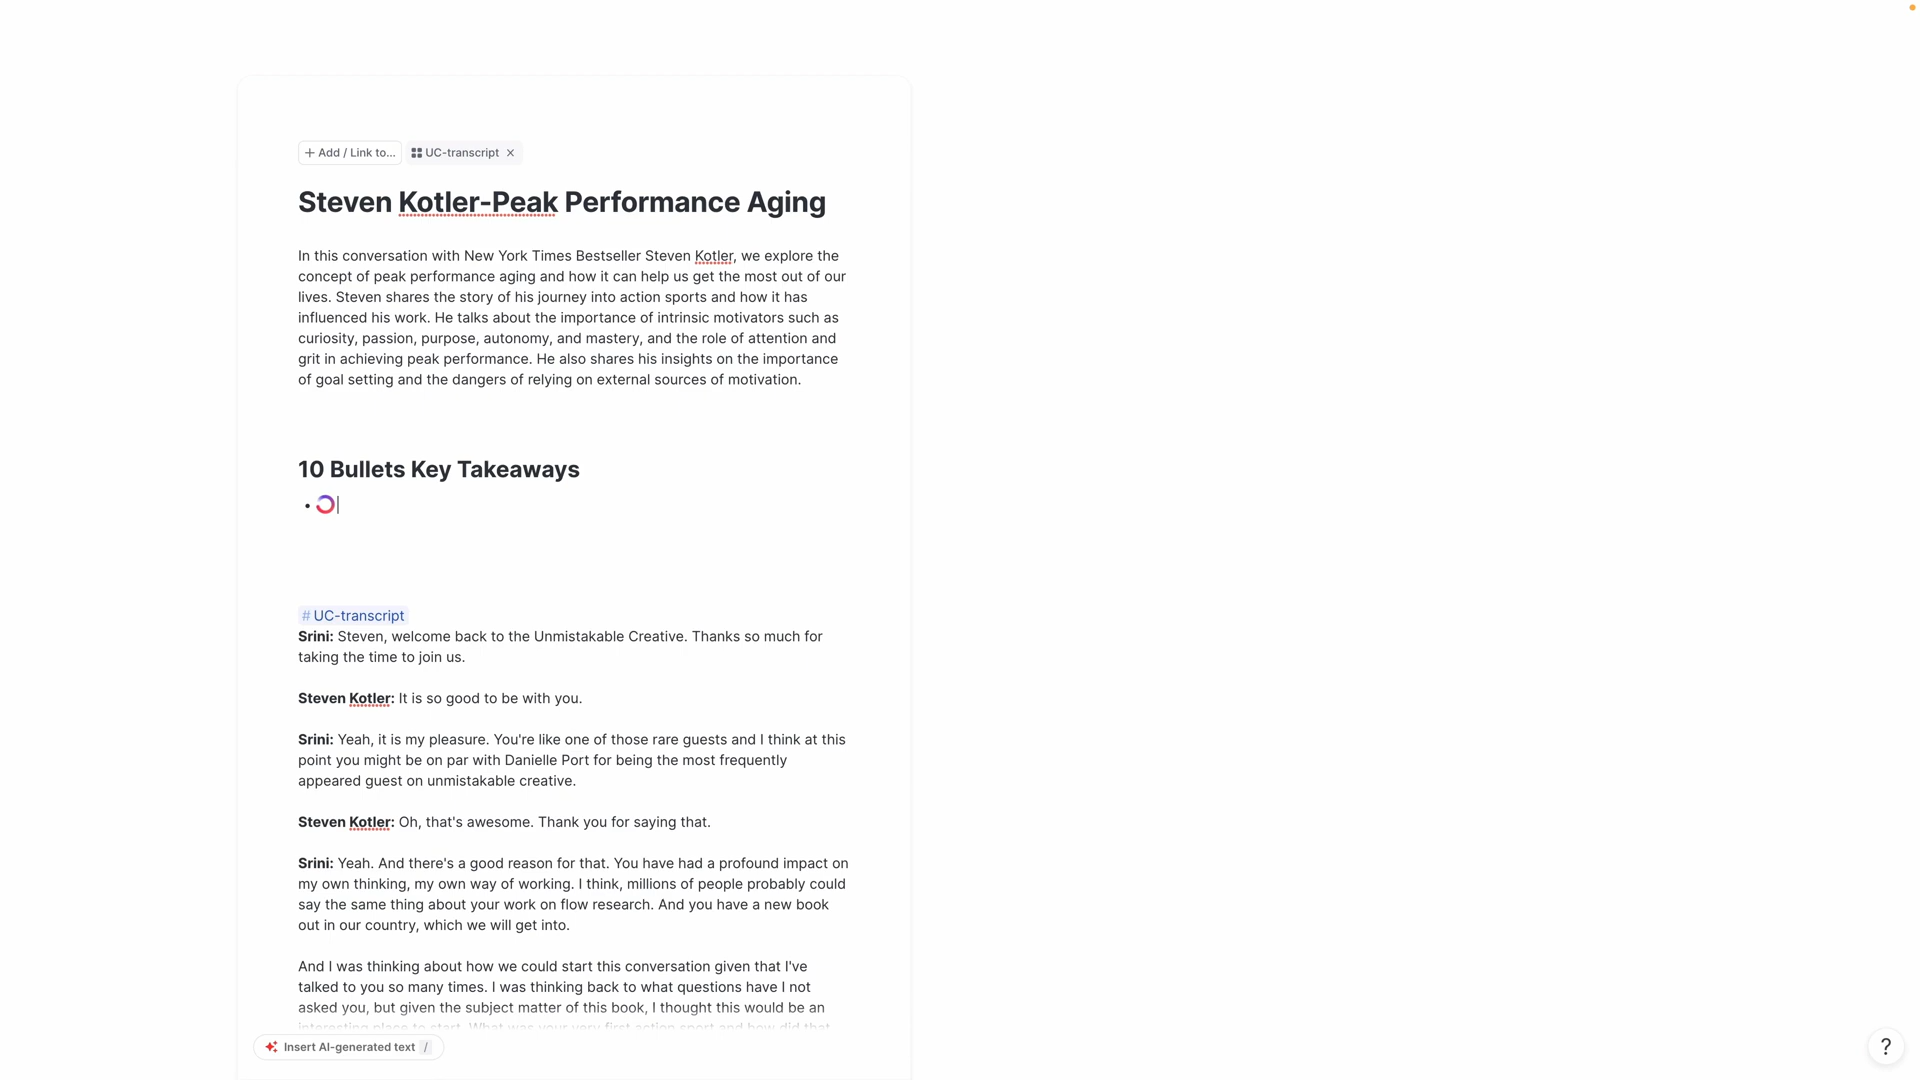 + Add / Link to... UC-transcript ×
Steven Kotler-Peak Performance Aging
In this conversation with New York Times Bestseller Steven Kotler, we explore the
concept of peak performance aging and how it can help us get the most out of our
lives. Steven shares the story of his journey into action sports and how it has
influenced his work. He talks about the importance of intrinsic motivators such as
curiosity, passion, purpose, autonomy, and mastery, and the role of attention and
grit in achieving peak performance. He also shares his insights on the importance
of goal setting and the dangers of relying on external sources of motivation.
10 Bullets Key Takeaways
•
# UC-transcript
Srini: Steven, welcome back to the Unmistakable Creative. Thanks so much for
taking the time to join us.
Steven Kotler: It is so good to be with you.
Srini: Yeah, it is my pleasure. You're like one of those rare guests and I think at this
point you might be on par with Danielle Port for being the most frequently
appeared guest on unmistakable creative.
Steven Kotler: Oh, that's awesome. Thank you for saying that.
Srini: Yeah. And there's a good reason for that. You have had a profound impact on
my own thinking, my own way of working. I think, millions of people probably could
say the same thing about your work on flow research. And you have a new book
out in our country, which we will get into.
And I was thinking about how we could start this conversation given that I've
talked to you so many times. I was thinking back to what questions have I not
asked you, but given the subject matter of this book, I thought this would be an
interesting place to start. What was your very first action sport and how did that
Insert AI-generated text /
?